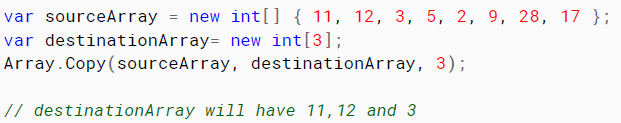 var sourceArray = new int[] { 11, 12, 3, 5, 2, 9, 28, 17 };
var destinationArray= new int[3];
Array.Copy(sourceArray, destinationArray, 3);
// destinationArray will have 11,12 and 3